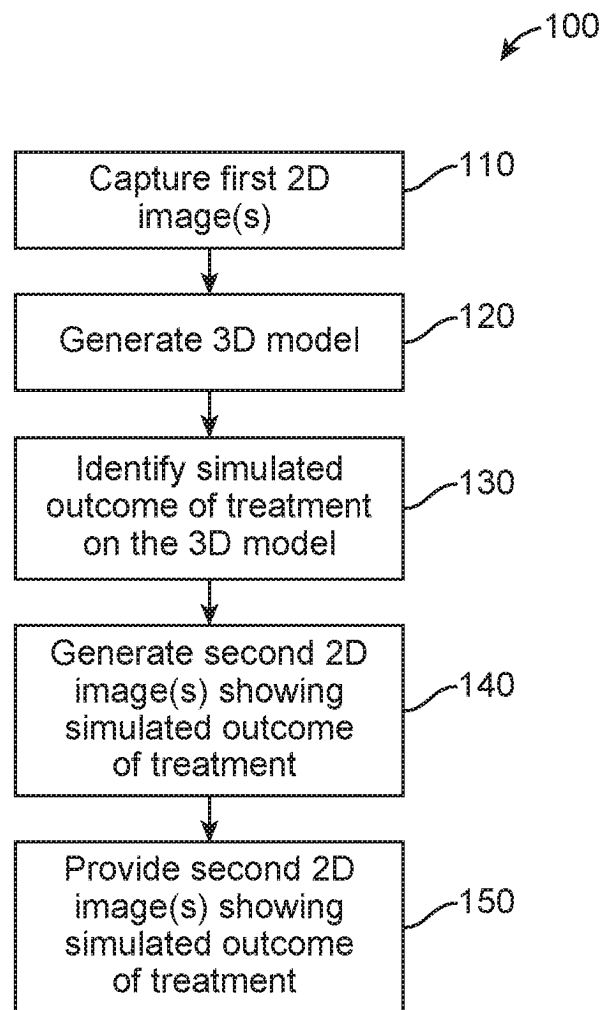 100
Capture first 2D
image(s)
110
Generate 3D model
120
Identify simulated
outcome of treatment
on the 3D model
130
Generate second 2D
image(s) showing
simulated outcome
of treatment
140
Provide second 2D
image(s) showing
simulated outcome
of treatment
150